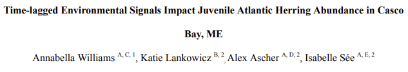 Time-lagged Environmental Signals Impact Juvenile Atlantic Herring Abundance in Casco
Bay, ME
Annabella Williams A, C, 1, Katie Lankowicz B, 2, Alex Ascher A, D, 2, Isabelle Sée A, E, 2